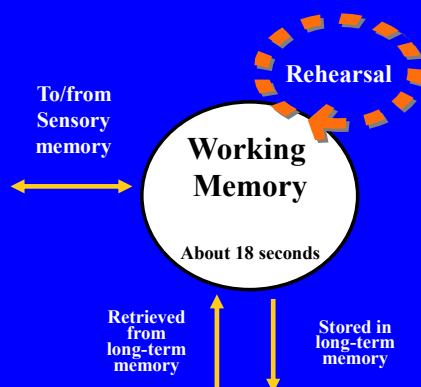 Rehearsal
To/from
Sensory
memory
Working
Memory
About 18 seconds
Retrieved
from
long-term
memory
Stored in
long-term
memory